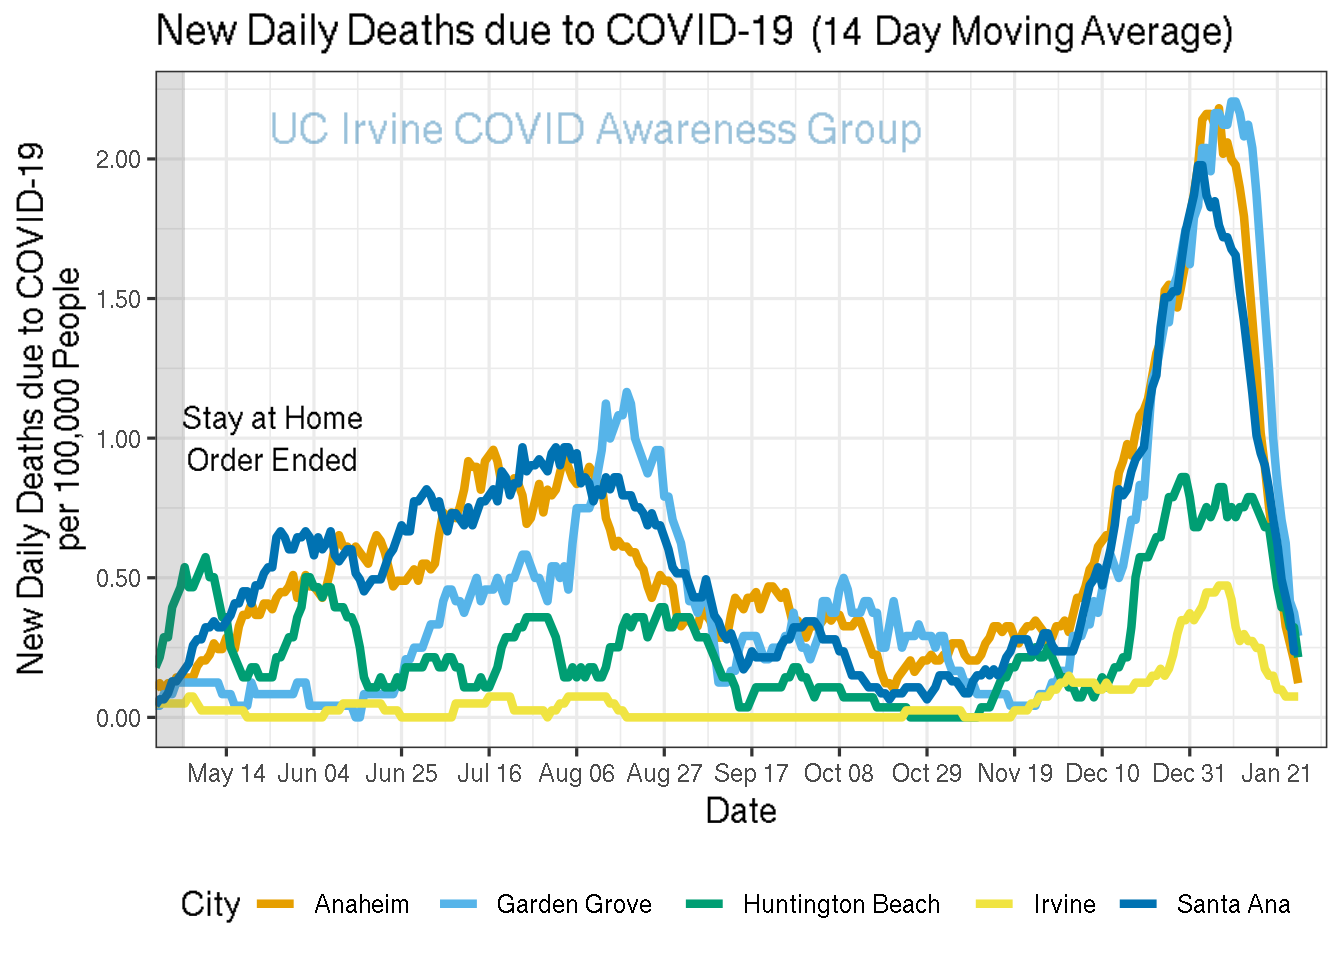 New Daily Deaths due to COVID-19 (14 Day Moving Average)
UC Irvine COVID Awareness Group
New Daily Deaths due to COVID-19
per 100,000 People
2.00
1.50
1.00
0.50
0.00
Stay at Home
Order Ended
May 14 Jun 04 Jun 25 Jul 16 Aug 06 Aug 27 Sep 17 Oct 08 Oct 29 Nov 19 Dec 10 Dec 31 Jan 21
Date
City Anaheim Garden Grove Huntington Beach Irvine Santa Ana